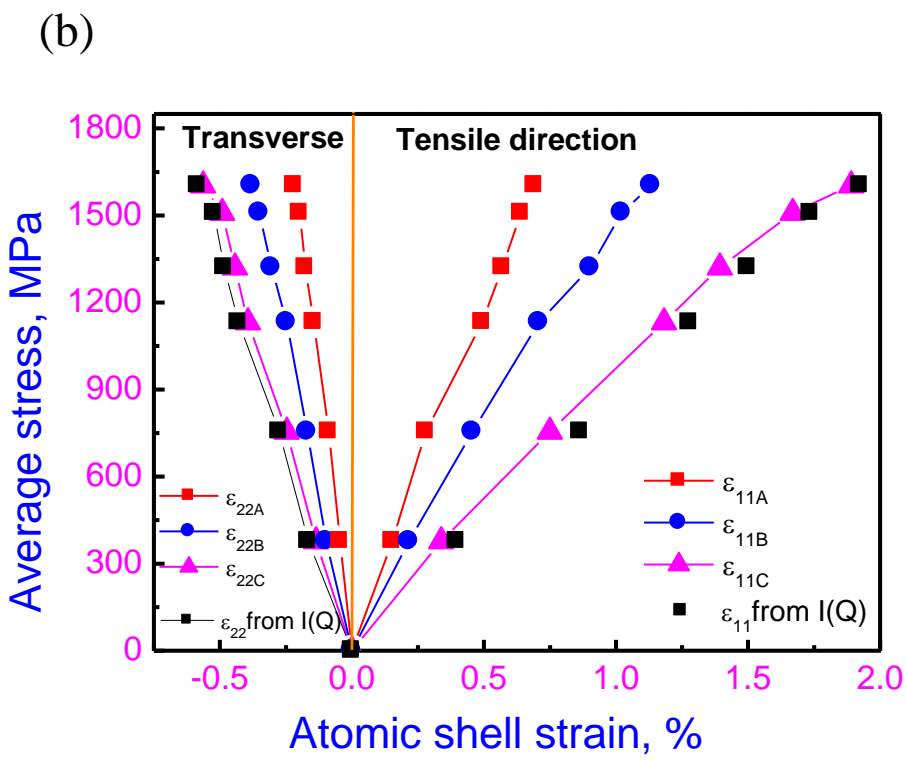 (b)
Transverse Tensile direction
1800
1500
1200
900
600
300
0
Average stress, MPa
ε22A
ε22B
ε22C
ε22 from I(Q)
ε11A
ε11B
ε11C
ε11 from I(Q)
-0.5 0.0 0.5 1.0 1.5 2.0
Atomic shell strain, %